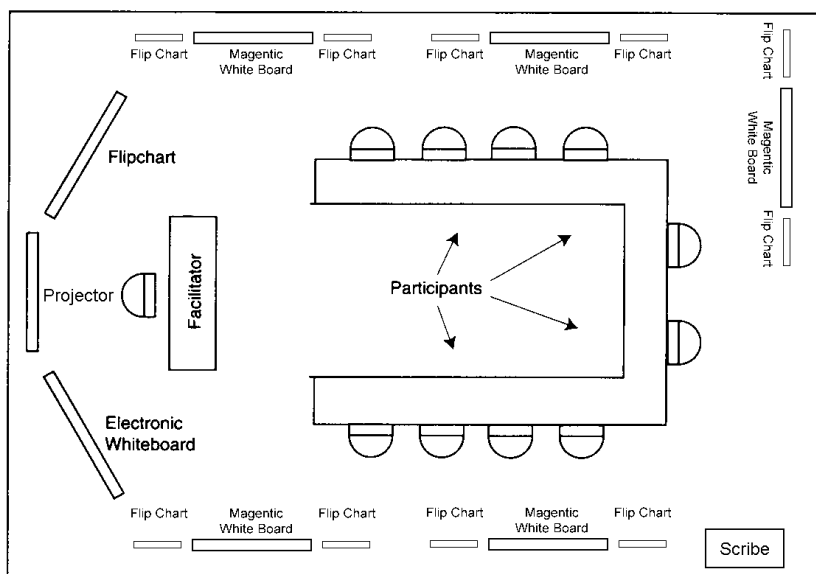 Flip Chart
Magentic
White Board
Flip Chart
Flip Chart
Magentic
White Board
Flip Chart
Flip Chart
Magentic
White Board
Flip Chart
Flipchart
Projector
Facilitator
Participants
Electronic
Whiteboard
Flip Chart
Magentic
White Board
Flip Chart
Flip Chart
Magentic
White Board
Flip Chart
Scribe